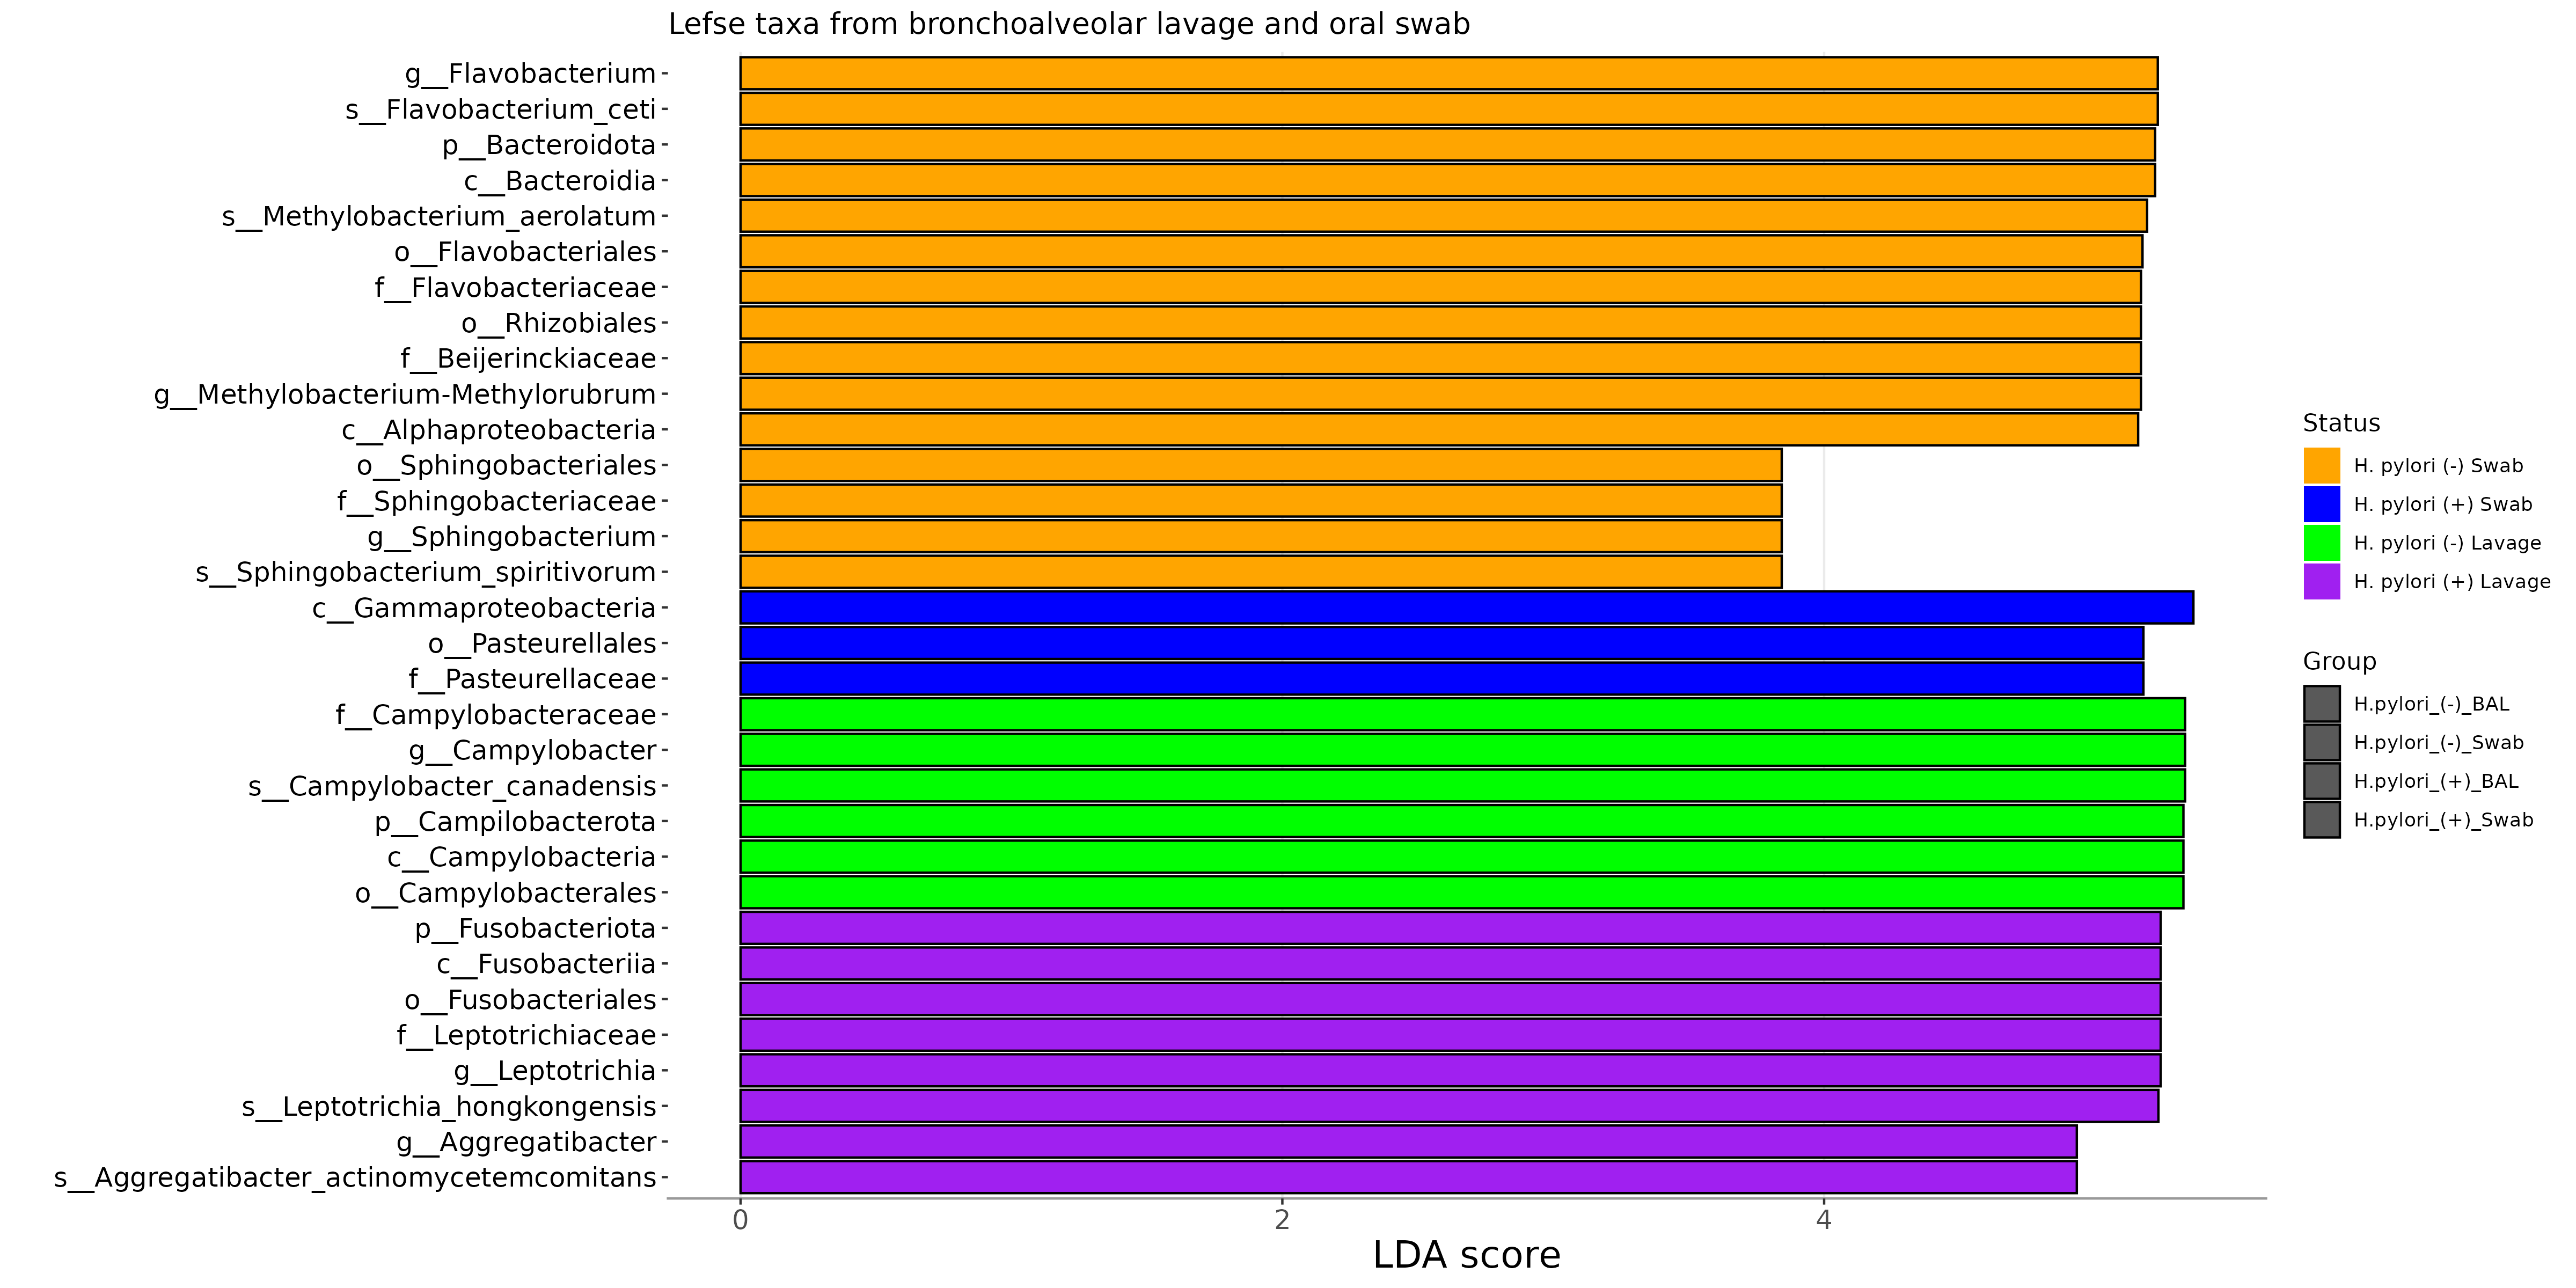 Lefse taxa from bronchoalveolar lavage and oral swab
g__Flavobacterium
s__Flavobacterium_ceti
p__Bacteroidota
c__Bacteroidia
s__Methylobacterium_aerolatum
o__Flavobacteriales
f__Flavobacteriaceae
o__Rhizobiales
f__Beijerinckiaceae
g__Methylobacterium-Methylorubrum
c__Alphaproteobacteria
o__Sphingobacteriales
f__Sphingobacteriaceae
g__Sphingobacterium
s__Sphingobacterium_spiritivorum
c__Gammaproteobacteria
o__Pasteurellales
f__Pasteurellaceae
f__Campylobacteraceae
g__Campylobacter
s__Campylobacter_canadensis
p__Campilobacterota
c__Campylobacteria
o__Campylobacterales
p__Fusobacteriota
c__Fusobacteriia
o__Fusobacteriales
f__Leptotrichiaceae
g__Leptotrichia
s__Leptotrichia_hongkongensis
g__Aggregatibacter
s__Aggregatibacter_actinomycetemcomitans
0 2 4
LDA score
Status
H. pylori (-) Swab
H. pylori (+) Swab
H. pylori (-) Lavage
H. pylori (+) Lavage
Group
H.pylori_(-)_BAL
H.pylori_(-)_Swab
H.pylori_(+)_BAL
H.pylori_(+)_Swab